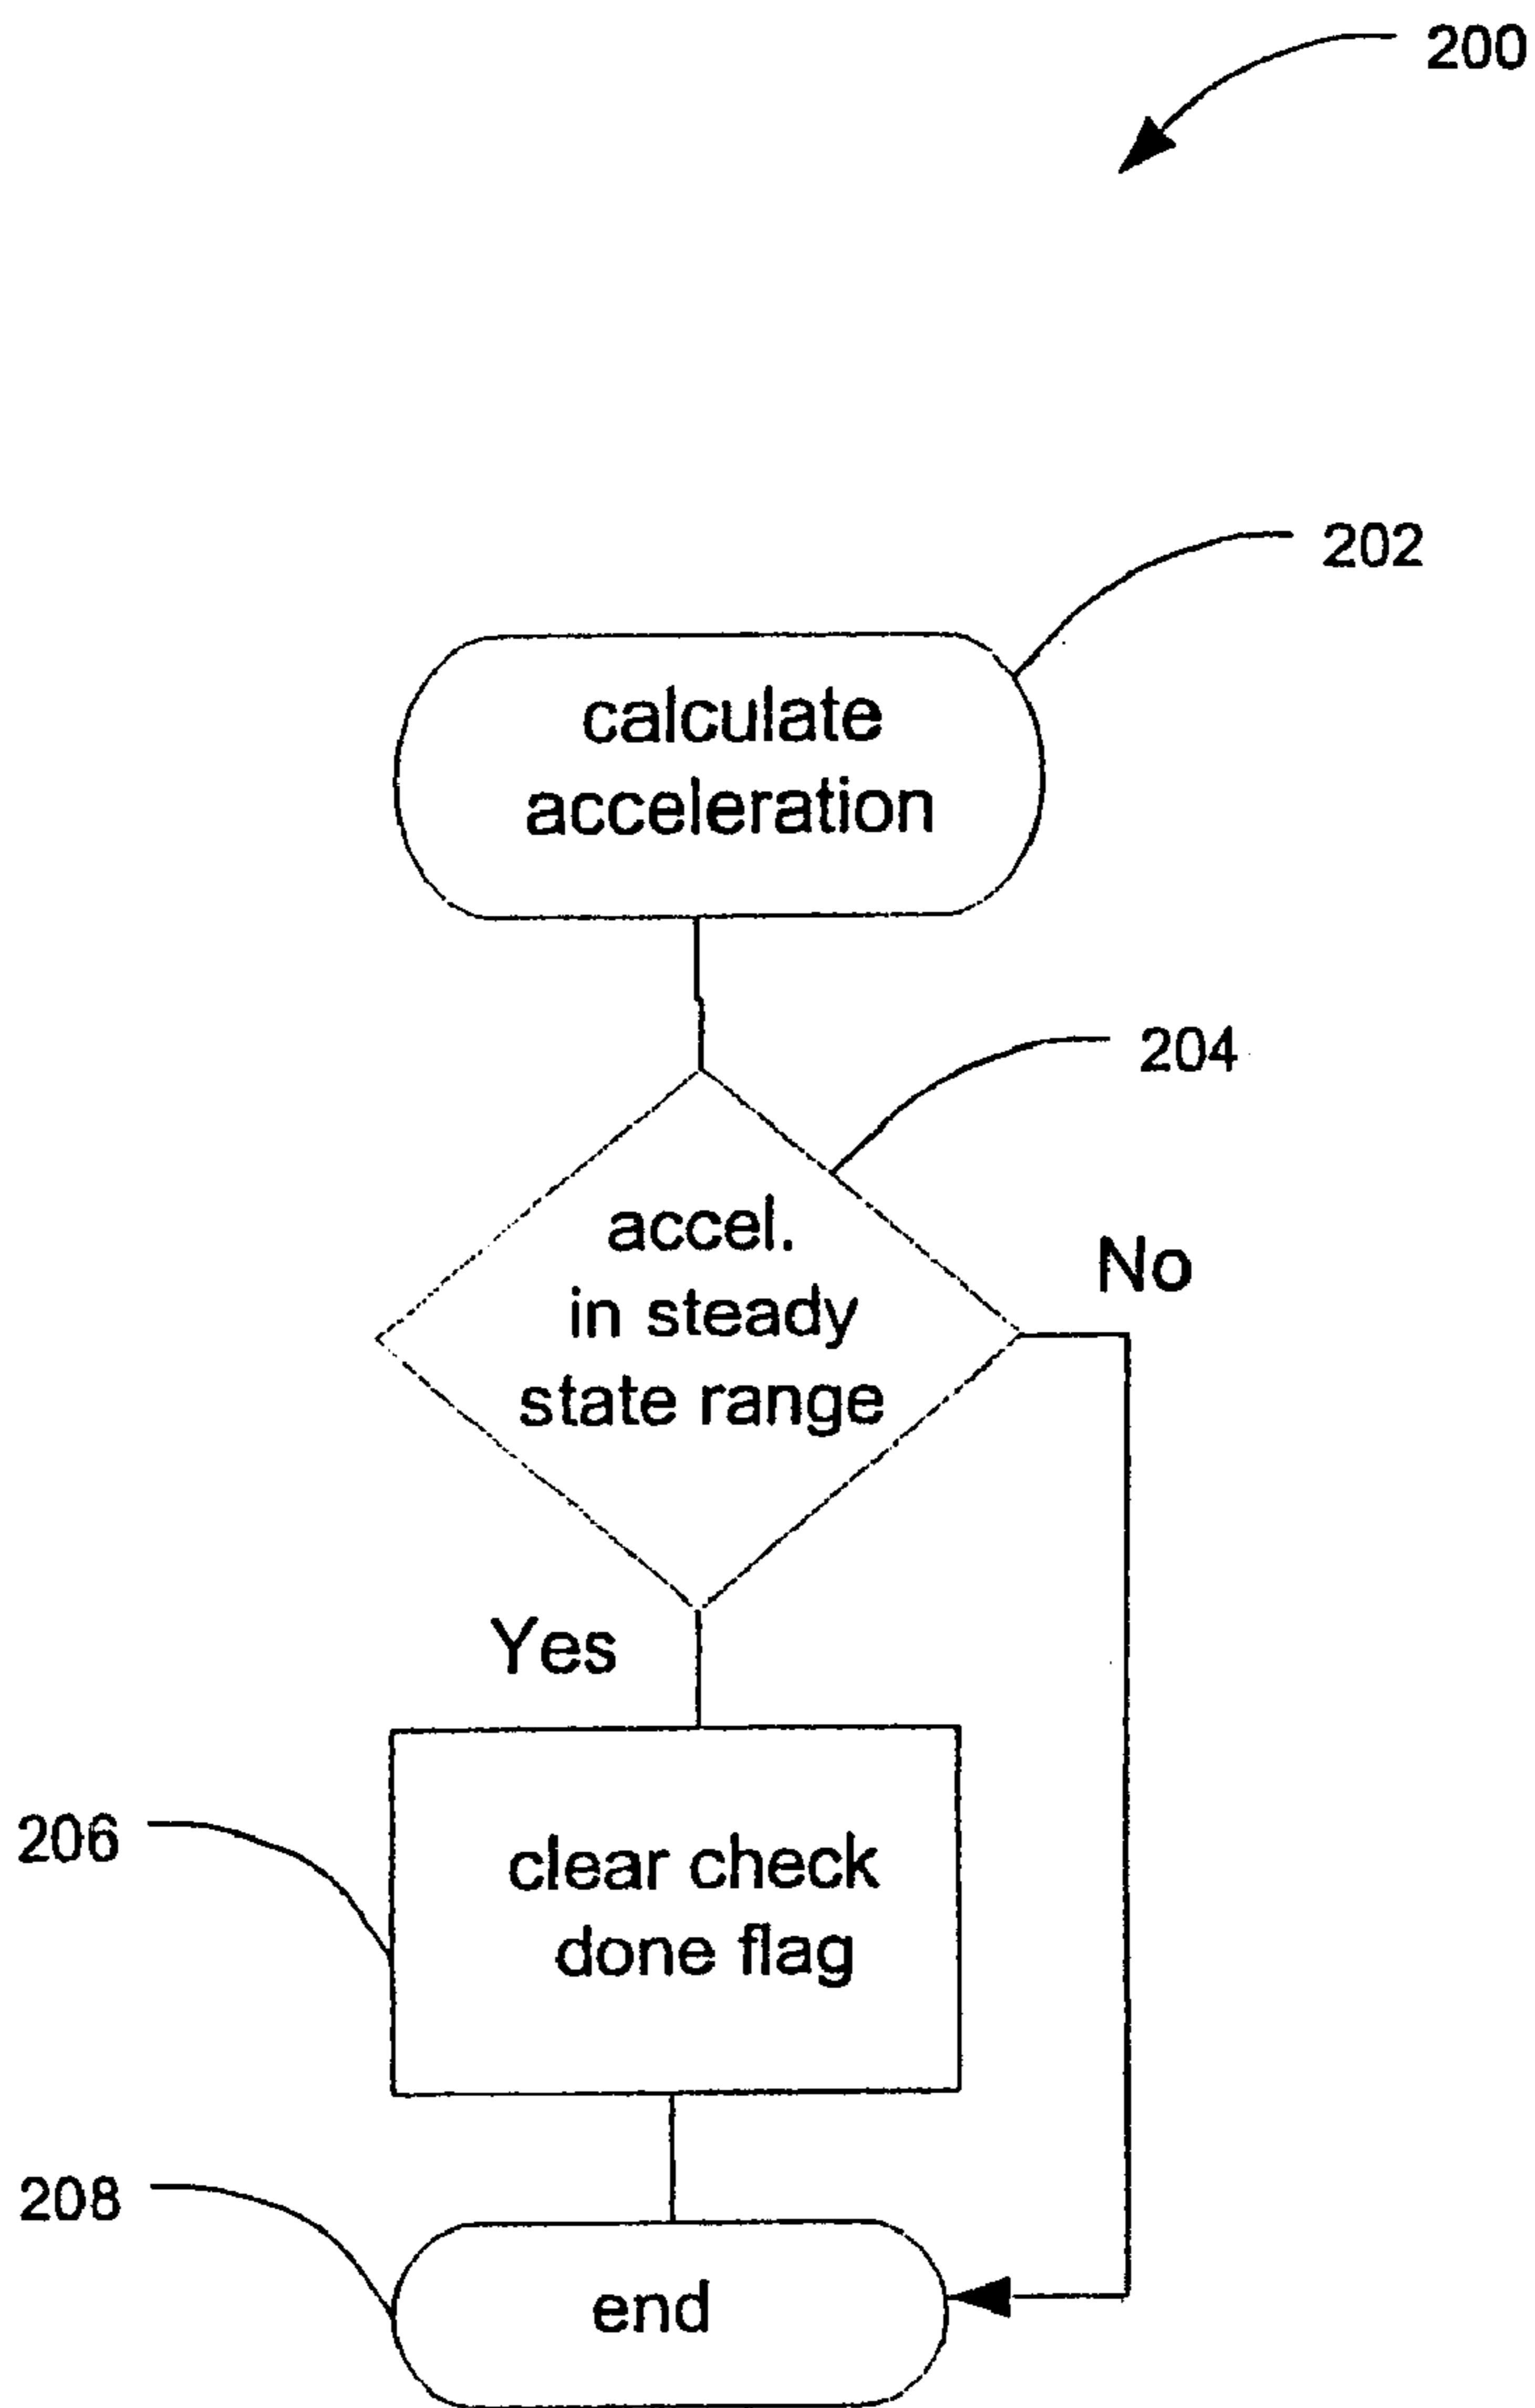 200
202
calculate
acceleration
204
accel.
in steady
state range
No
Yes
206
clear check
done flag
208
end